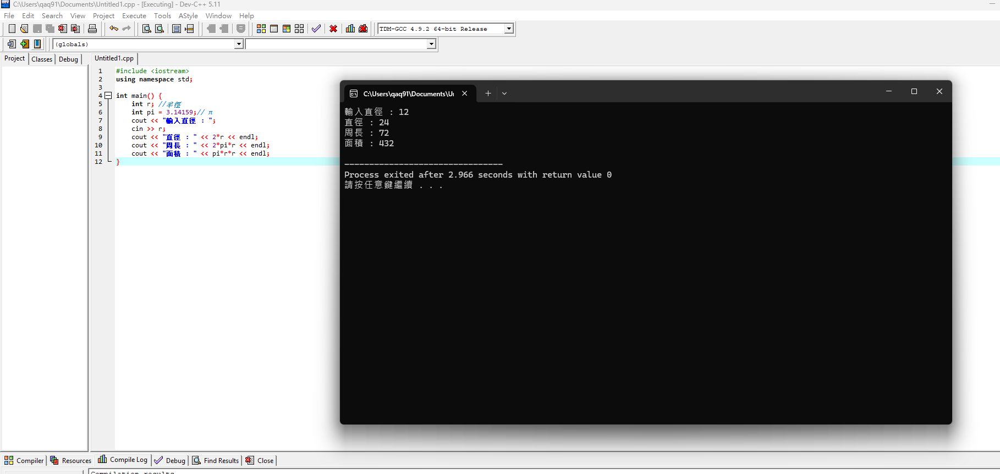 C:\Users\qaq91\Documents\Untitled1.cpp - [Executing] - Dev-C++ 5.11
File Edit Search View Project Execute Tools AStyle Window Help
TDM-GCC 4.9.2 64-bit Release
(globals)
Project Classes Debug Untitled1.cpp
1 #include <iostream>
2 using namespace std;
3
4 int main() {
5 int r; //半徑
6 int pi = 3.14159;// π
7 cout << "輸入直徑 : ";
8 cin >> r;
9 cout << "直徑 : " << 2*r << endl;
10 cout << "周長 : " << 2*pi*r << endl;
11 cout << "面積 : " << pi*r*r << endl;
12 }
C:\Users\qaq91\Documents\U
輸入直徑 : 12
直徑 : 24
周長 : 72
面積 : 432
--------------------------------
Process exited after 2.966 seconds with return value 0
請按任意鍵繼續 . . .
Compiler Resources Compile Log Debug Find Results Close
Compilation results